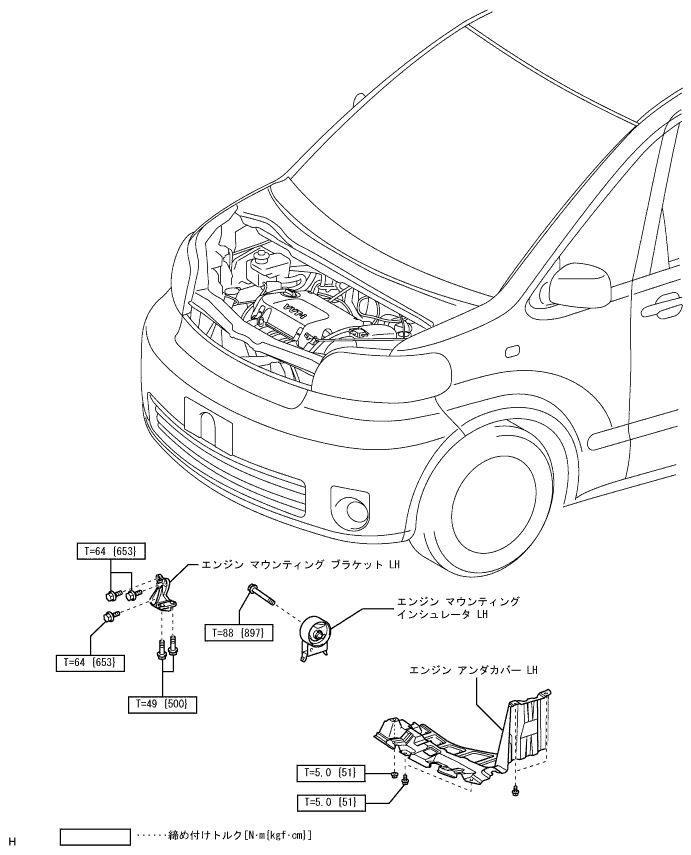 T=64 {653}
エンジン マウンティング ブラケット LH
エンジン マウンティング
インシュレータ LH
T=88 {897}
T=64 {653}
エンジン アンダカバー LH
T=49 {500}
T=5.0 {51}
T=5.0 {51}
······締め付けトルク[N·m{kgf·cm}]
H